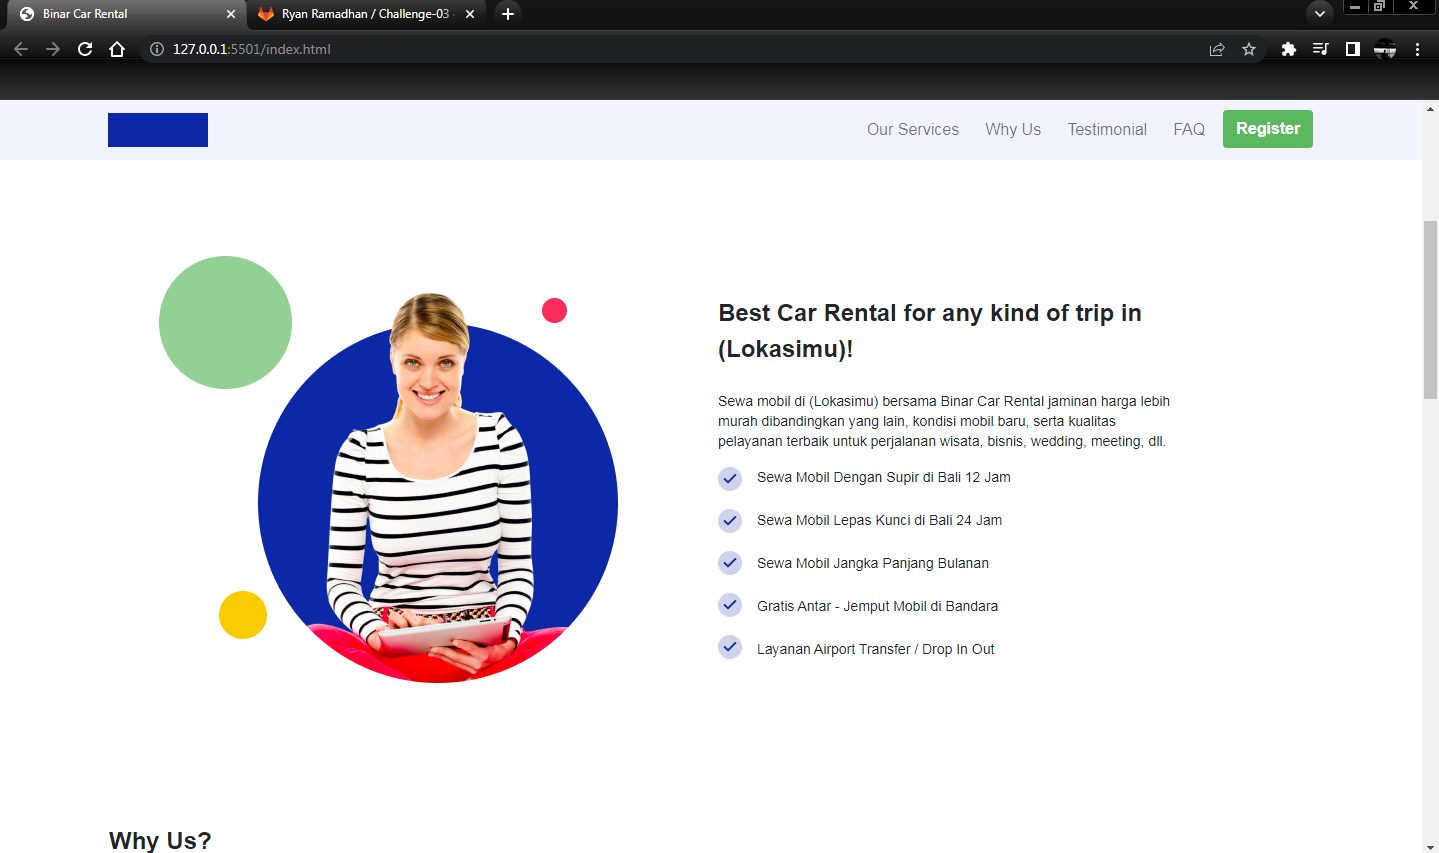 Binar Car Rental
Ryan Ramadhan / Challenge-03
127.0.0.1:5501/index.html
Our Services
Why Us
Testimonial
FAQ
Register
Best Car Rental for any kind of trip in
(Lokasimu)!
Sewa mobil di (Lokasimu) bersama Binar Car Rental jaminan harga lebih
murah dibandingkan yang lain, kondisi mobil baru, serta kualitas
pelayanan terbaik untuk perjalanan wisata, bisnis, wedding, meeting, dll.
Sewa Mobil Dengan Supir di Bali 12 Jam
Sewa Mobil Lepas Kunci di Bali 24 Jam
Sewa Mobil Jangka Panjang Bulanan
Gratis Antar - Jemput Mobil di Bandara
Layanan Airport Transfer / Drop In Out
Why Us?